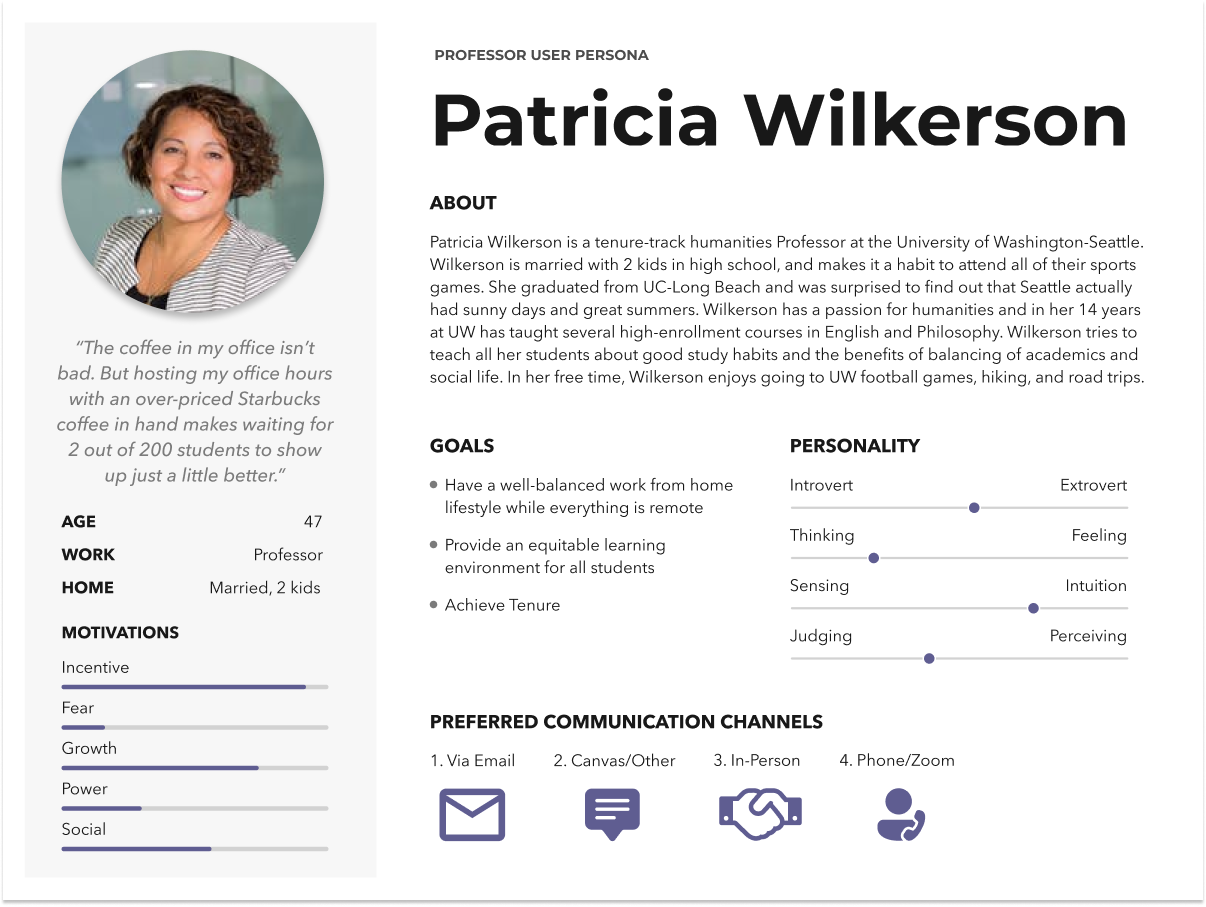 PROFESSOR USER PERSONA
Patricia Wilkerson
ABOUT
Patricia Wilkerson is a tenure-track humanities Professor at the University of Washington-Seattle.
Wilkerson is married with 2 kids in high school, and makes it a habit to attend all of their sports
games. She graduated from UC-Long Beach and was surprised to find out that Seattle actually
had sunny days and great summers. Wilkerson has a passion for humanities and in her 14 years
at UW has taught several high-enrollment courses in English and Philosophy. Wilkerson tries to
teach all her students about good study habits and the benefits of balancing of academics and
social life. In her free time, Wilkerson enjoys going to UW football games, hiking, and road trips.
“The coffee in my office isn’t
bad. But hosting my office hours
with an over-priced Starbucks
coffee in hand makes waiting for
2 out of 200 students to show
up just a little better.”
AGE 47
WORK Professor
HOME Married, 2 kids
MOTIVATIONS
Incentive
Fear
Growth
Power
Social
GOALS
Have a well-balanced work from home
lifestyle while everything is remote
Provide an equitable learning
environment for all students
Achieve Tenure
PERSONALITY
Introvert Extrovert
Thinking Feeling
Sensing Intuition
Judging Perceiving
PREFERRED COMMUNICATION CHANNELS
1. Via Email 2. Canvas/Other 3. In-Person 4. Phone/Zoom